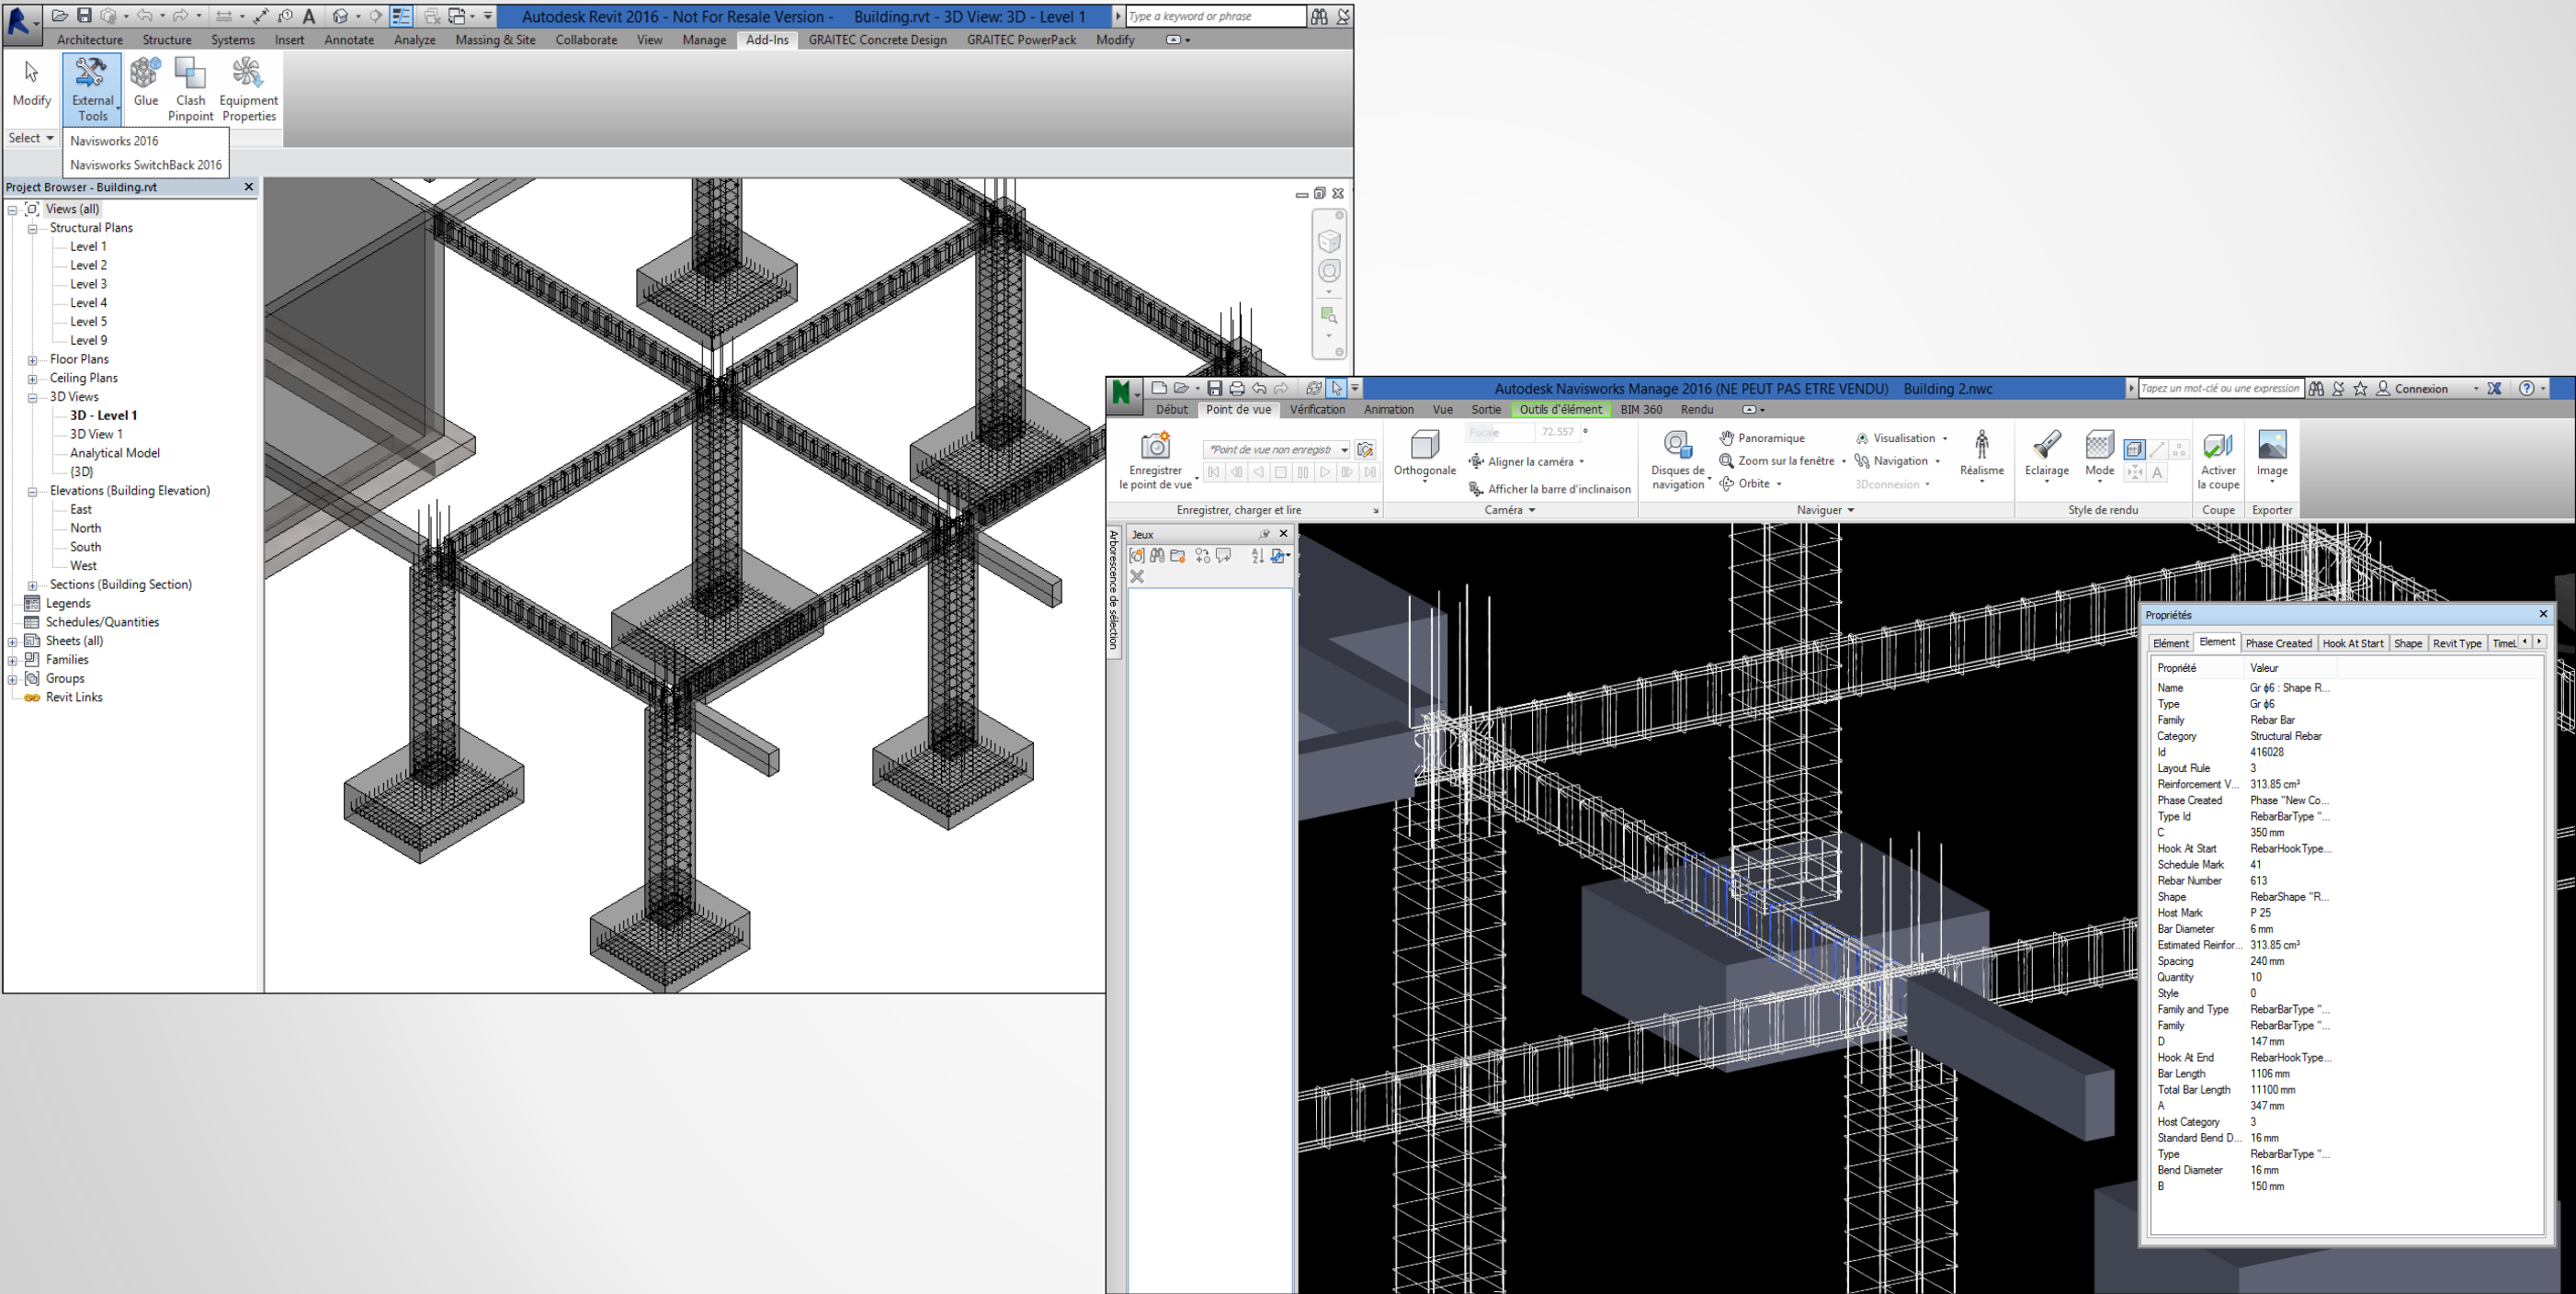 Autodesk Revit 2016 - Not For Resale Version - Building.rvt - 3D View: 3D - Level 1
Type a keyword or phrase
Architecture Structure Systems Insert Annotate Analyze Massing & Site Collaborate View Manage Add-Ins GRAITEC Concrete Design GRAITEC PowerPack Modify
Modify
External Tools
Glue
Clash Pinpoint
Equipment Properties
Select
Navisworks 2016
Navisworks SwitchBack 2016
Project Browser - Building.rvt
Views (all)
Structural Plans
Level 1
Level 2
Level 3
Level 4
Level 5
Level 9
Floor Plans
Ceiling Plans
3D Views
3D - Level 1
3D View 1
Analytical Model
{3D}
Elevations (Building Elevation)
East
North
South
West
Sections (Building Section)
Legends
Schedules/Quantities
Sheets (all)
Families
Groups
Revit Links
Autodesk Navisworks Manage 2016 (NE PEUT PAS ETRE VENDU) Building 2.nwc
Tapez un mot-clé ou une expression
Connexion
Début Point de vue Vérification Animation Vue Sortie Outils d'élément BIM 360 Rendu
Enregistrer le point de vue
*Point de vue non enregistr
Enregistrer, charger et lire
Orthogonale
Focale 72.557 °
Aligner la caméra
Afficher la barre d'inclinaison
Caméra
Disques de navigation
Panoramique
Zoom sur la fenêtre
Orbite
Visualisation
Navigation
3Dconnexion
Réalisme
Naviguer
Eclairage
Mode
Style de rendu
Activer la coupe
Coupe
Image
Exporter
Arborescence de sélection
Jeux
Propriétés
Elément Element Phase Created Hook At Start Shape Revit Type TimeL
Propriété Valeur
Name Gr ϕ6 : Shape R...
Type Gr ϕ6
Family Rebar Bar
Category Structural Rebar
Id 416028
Layout Rule 3
Reinforcement V... 313.85 cm³
Phase Created Phase "New Co...
Type Id RebarBarType "...
C 350 mm
Hook At Start RebarHookType...
Schedule Mark 41
Rebar Number 613
Shape RebarShape "R...
Host Mark P 25
Bar Diameter 6 mm
Estimated Reinfor... 313.85 cm³
Spacing 240 mm
Quantity 10
Style 0
Family and Type RebarBarType "...
Family RebarBarType "...
D 147 mm
Hook At End RebarHookType...
Bar Length 1106 mm
Total Bar Length 11100 mm
A 347 mm
Host Category 3
Standard Bend D... 16 mm
Type RebarBarType "...
Bend Diameter 16 mm
B 150 mm